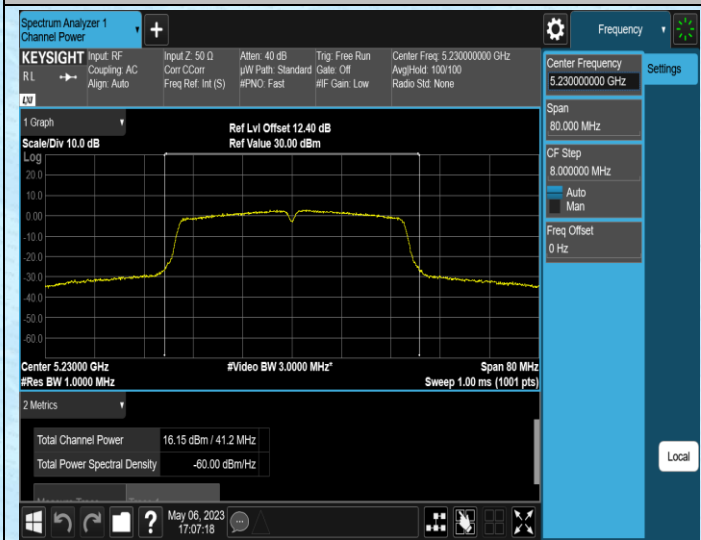 Spectrum Analyzer 1
Channel Power
Frequency
KEYSIGHT
R L
LXI
Input: RF
Coupling: AC
Align: Auto
Input Z: 50 Ω
Corr CCorr
Freq Ref: Int (S)
Atten: 40 dB
µW Path: Standard
#PNO: Fast
Trig: Free Run
Gate: Off
#IF Gain: Low
Center Freq: 5.230000000 GHz
Avg|Hold: 100/100
Radio Std: None
Center Frequency
5.230000000 GHz
Settings
Span
80.000 MHz
CF Step
8.000000 MHz
Auto
Man
Freq Offset
0 Hz
1 Graph
Scale/Div 10.0 dB
Ref Lvl Offset 12.40 dB
Ref Value 30.00 dBm
Log
20.0
10.0
0.00
-10.0
-20.0
-30.0
-40.0
-50.0
-60.0
Center 5.23000 GHz
#Res BW 1.0000 MHz
#Video BW 3.0000 MHz*
Span 80 MHz
Sweep 1.00 ms (1001 pts)
2 Metrics
Total Channel Power 16.15 dBm / 41.2 MHz
Total Power Spectral Density -60.00 dBm/Hz
Local
?
May 06, 2023
17:07:18